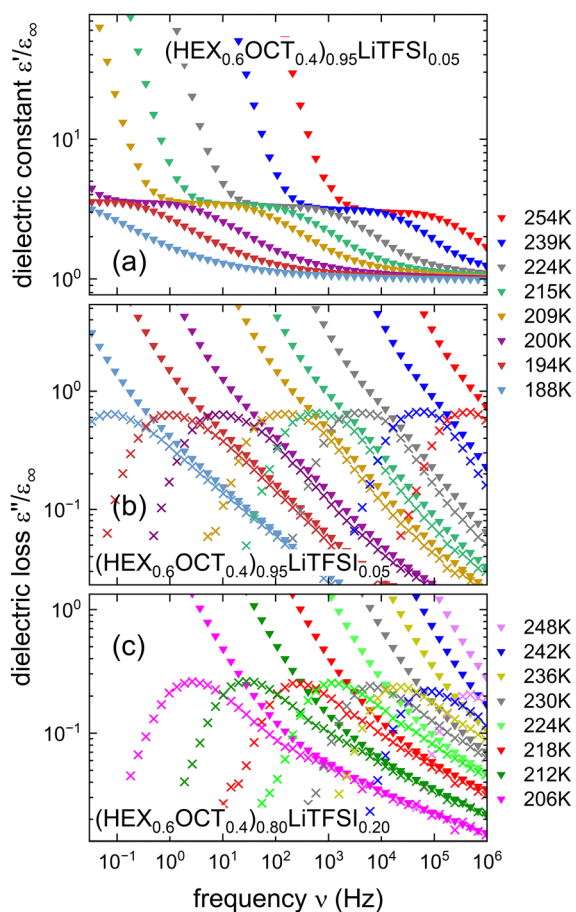 (HEX₀.₆OCT₀.₄)₀.₉₅LiTFSI₀.₀₅
dielectric constant ε'/ε∞
10¹
10⁰
(a)
254K
239K
224K
215K
209K
200K
194K
188K
dielectric loss ε''/ε∞
10⁰
10⁻¹
(b)
(HEX₀.₆OCT₀.₄)₀.₉₅LiTFSI₀.₀₅
10⁰
10⁻¹
(c)
(HEX₀.₆OCT₀.₄)₀.₈₀LiTFSI₀.₂₀
248K
242K
236K
230K
224K
218K
212K
206K
10⁻¹ 10⁰ 10¹ 10² 10³ 10⁴ 10⁵ 10⁶
frequency ν (Hz)